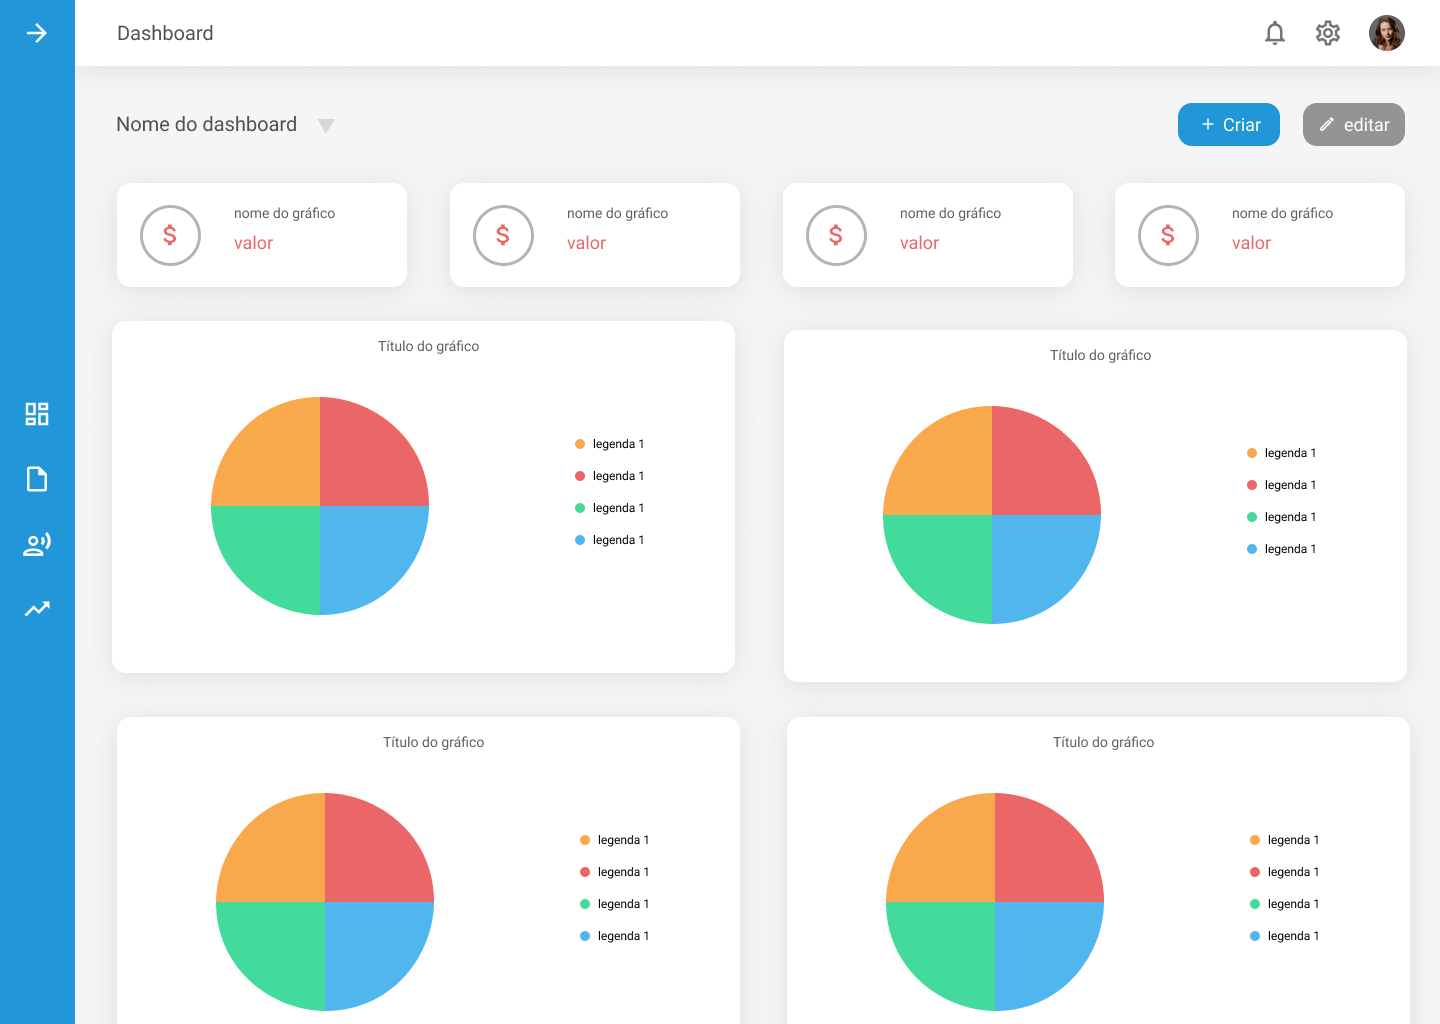 Dashboard
Nome do dashboard
+ Criar
editar
$
nome do gráfico
valor
$
nome do gráfico
valor
$
nome do gráfico
valor
$
nome do gráfico
valor
Título do gráfico
legenda 1
legenda 1
legenda 1
legenda 1
Título do gráfico
legenda 1
legenda 1
legenda 1
legenda 1
Título do gráfico
legenda 1
legenda 1
legenda 1
legenda 1
Título do gráfico
legenda 1
legenda 1
legenda 1
legenda 1